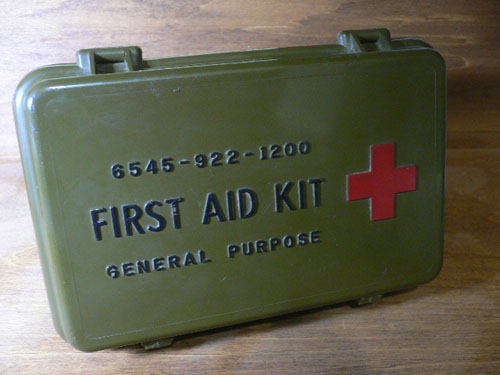 6545-922-1200
FIRST AID KIT
GENERAL PURPOSE